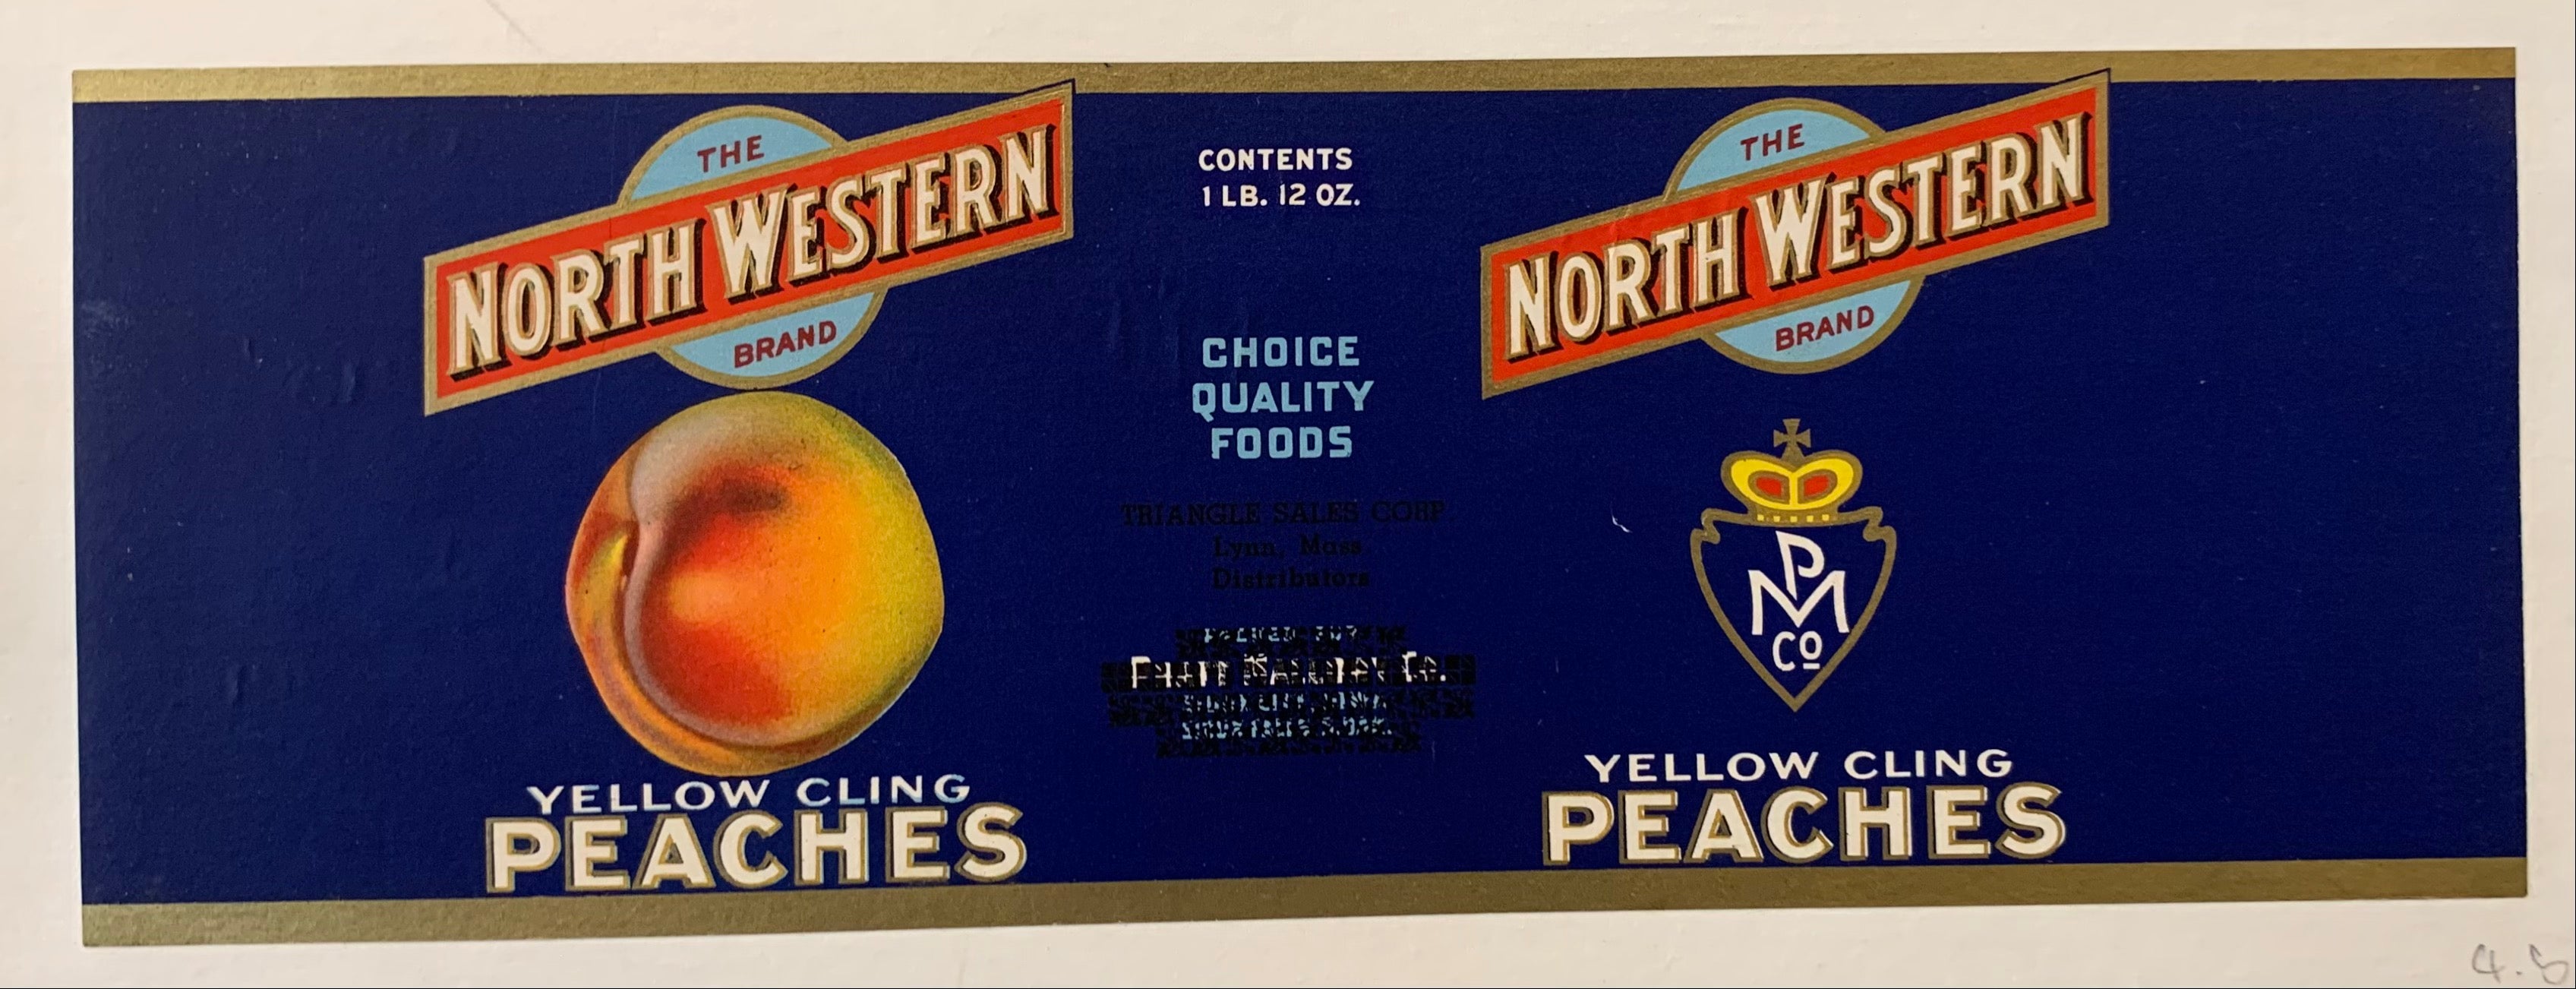 THE
NORTH WESTERN
BRAND
YELLOW CLING
PEACHES
CONTENTS
1 LB. 12 OZ.
CHOICE
QUALITY
FOODS
TRIANGLE SALES CORP
Lynn, Mass
Distributors
THE
NORTH WESTERN
BRAND
P
M
CO
YELLOW CLING
PEACHES